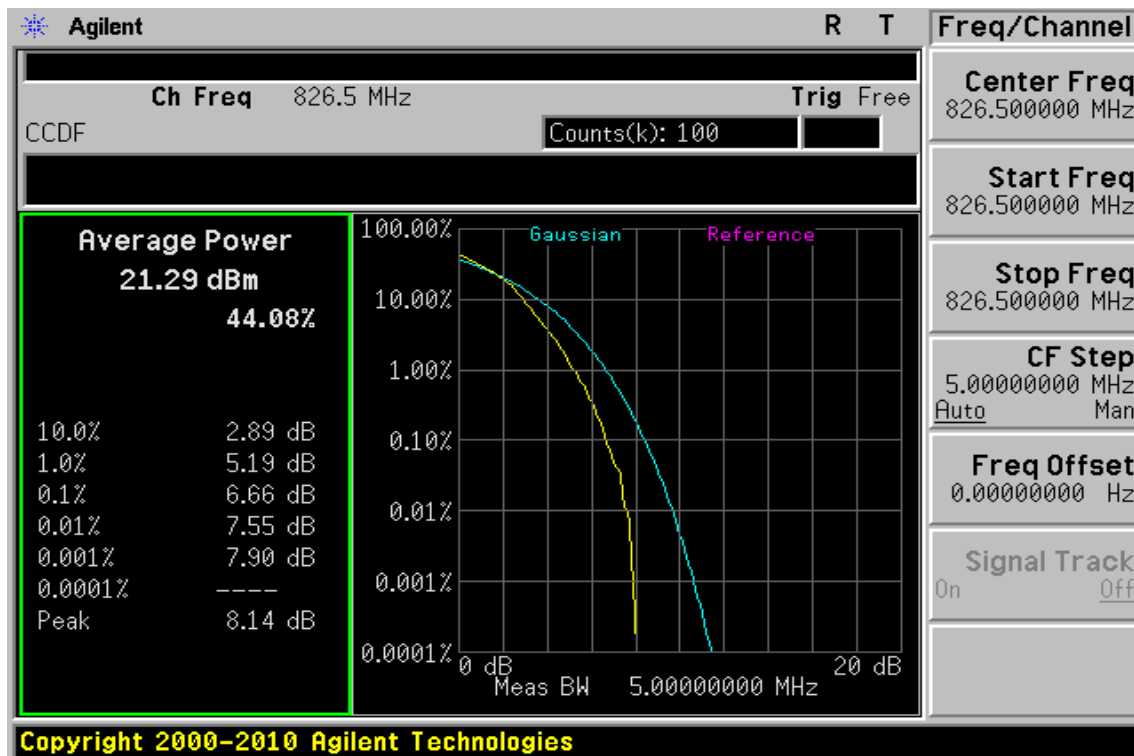 Agilent R T
Ch Freq 826.5 MHz Trig Free
CCDF Counts(k): 100
Average Power
21.29 dBm
44.08%
10.0% 2.89 dB
1.0% 5.19 dB
0.1% 6.66 dB
0.01% 7.55 dB
0.001% 7.90 dB
0.0001% ----
Peak 8.14 dB
Gaussian Reference
100.00%
10.00%
1.00%
0.10%
0.01%
0.001%
0.0001%
0 dB 20 dB
Meas BW 5.00000000 MHz
Freq/Channel
Center Freq
826.500000 MHz
Start Freq
826.500000 MHz
Stop Freq
826.500000 MHz
CF Step
5.00000000 MHz
Auto Man
Freq Offset
0.00000000 Hz
Signal Track
On Off
Copyright 2000-2010 Agilent Technologies